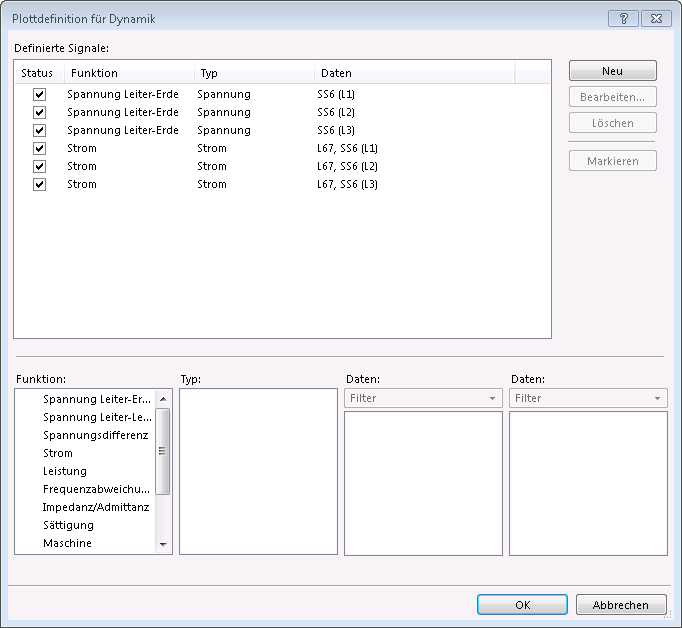 Plottdefinition für Dynamik
?
Definierte Signale:
Status Funktion Typ Daten
Spannung Leiter-Erde Spannung SS6 (L1)
Spannung Leiter-Erde Spannung SS6 (L2)
Spannung Leiter-Erde Spannung SS6 (L3)
Strom Strom L67, SS6 (L1)
Strom Strom L67, SS6 (L2)
Strom Strom L67, SS6 (L3)
Neu
Bearbeiten...
Löschen
Markieren
Funktion: Typ: Daten: Daten:
Filter Filter
Spannung Leiter-Er...
Spannung Leiter-Le...
Spannungsdifferenz
Strom
Leistung
Frequenzabweichu...
Impedanz/Admittanz
Sättigung
Maschine
OK Abbrechen